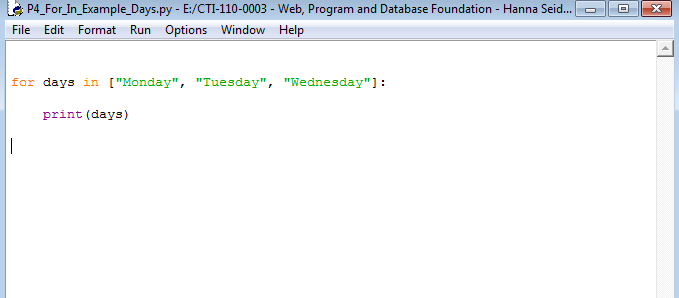 P4_For_In_Example_Days.py - E:/CTI-110-0003 - Web, Program and Database Foundation - Hanna Seid...
File Edit Format Run Options Window Help
for days in ["Monday", "Tuesday", "Wednesday"]:
print(days)